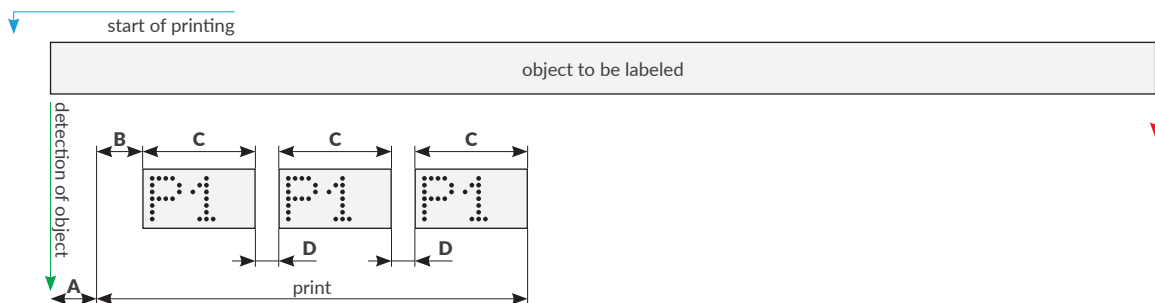 start of printing
object to be labeled
detection of object
B C C C
P1 P1 P1
D D
A print